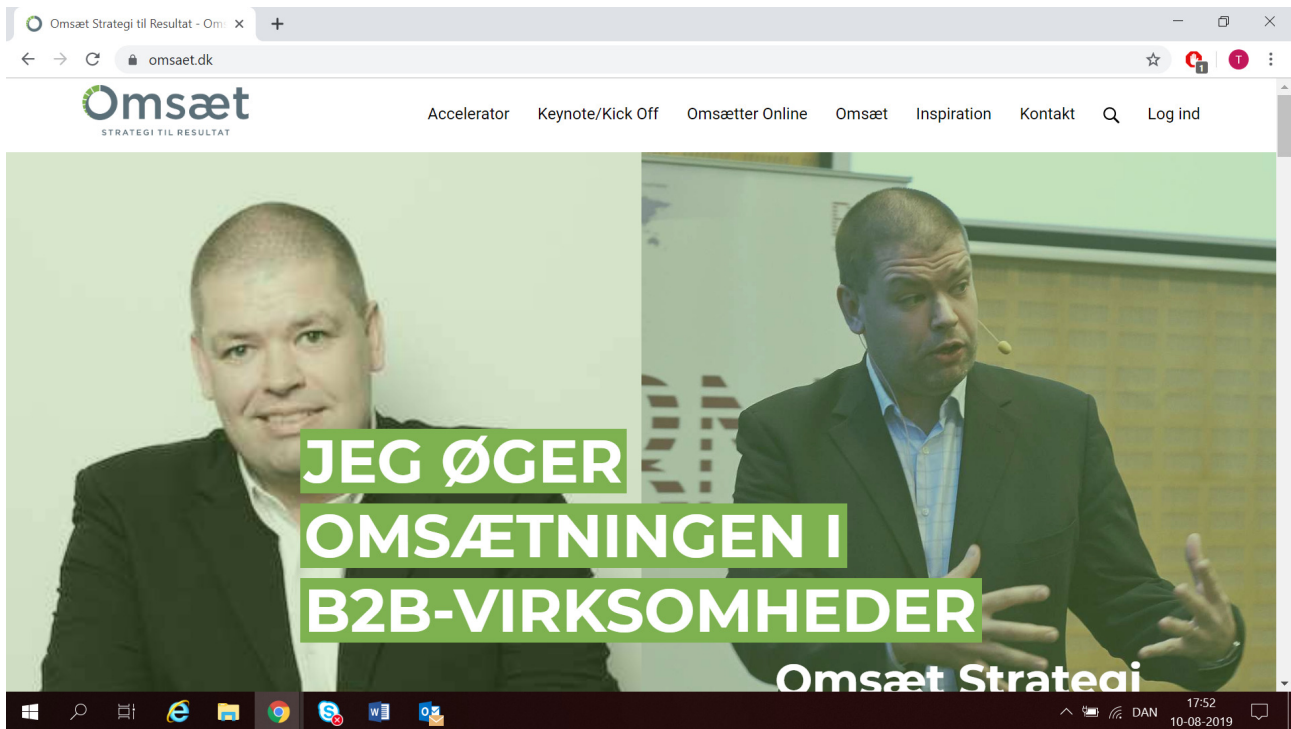 Omsæt Strategi til Resultat - Om
omsaet.dk
1
T
Omsæt
STRATEGI TIL RESULTAT
Accelerator Keynote/Kick Off Omsætter Online Omsæt Inspiration Kontakt Log ind
JEG ØGER
OMSÆTNINGEN I
B2B-VIRKSOMHEDER
Omsæt Strategi
DAN
17:52
10-08-2019